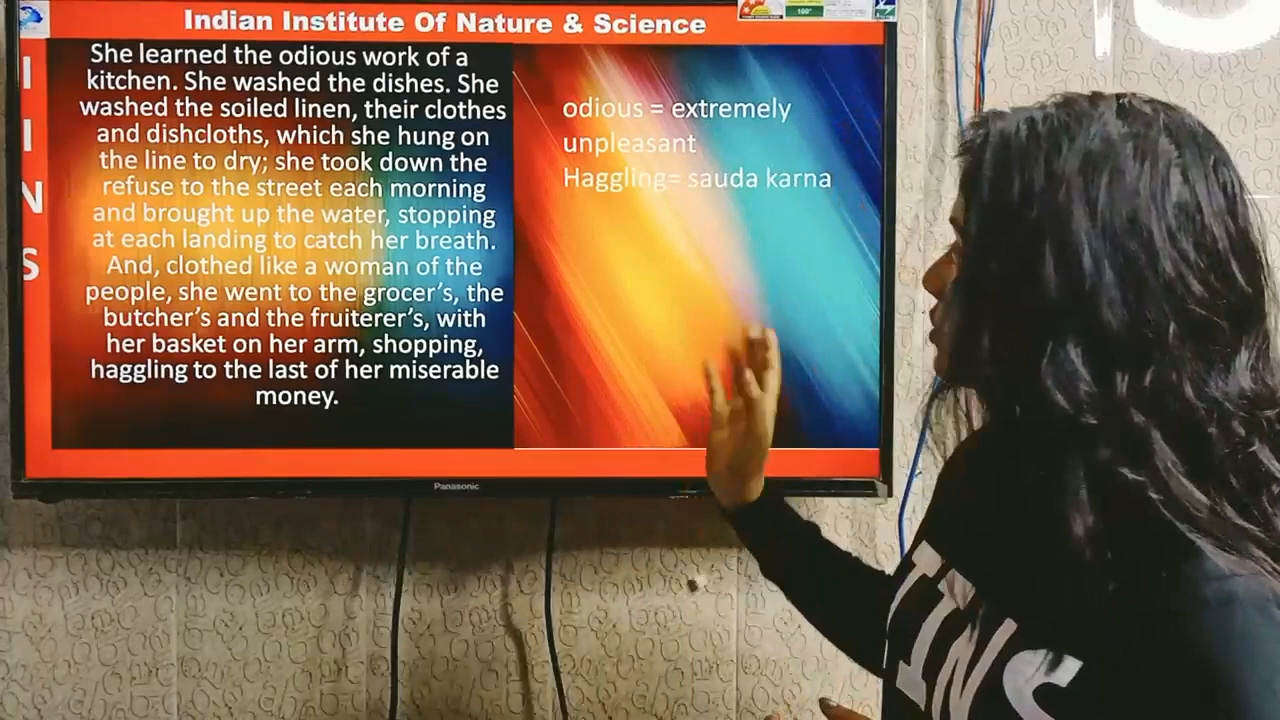 Indian Institute Of Nature & Science
I
I
N
S
She learned the odious work of a
kitchen. She washed the dishes. She
washed the soiled linen, their clothes
and dishcloths, which she hung on
the line to dry; she took down the
refuse to the street each morning
and brought up the water, stopping
at each landing to catch her breath.
And, clothed like a woman of the
people, she went to the grocer's, the
butcher's and the fruiterer's, with
her basket on her arm, shopping,
haggling to the last of her miserable
money.
odious = extremely
unpleasant
Haggling= sauda karna
Panasonic
IINS